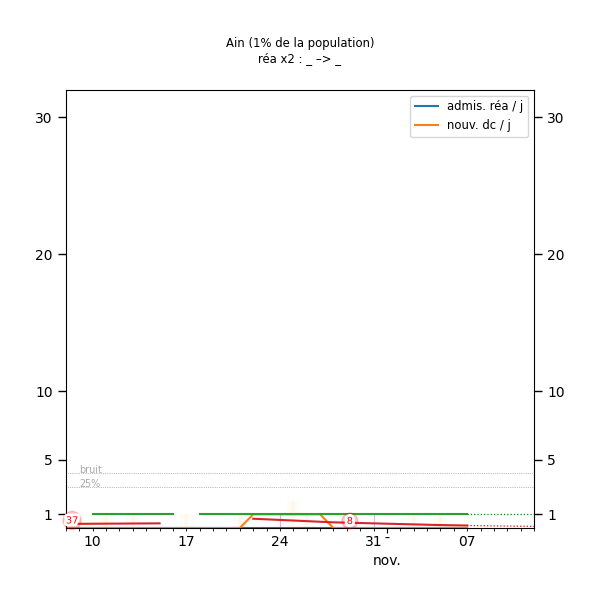 Ain (1% de la population)
réa x2 : _ –> _
admis. réa / j
nouv. dc / j
30 30
20 20
10 10
5 5
bruit
25%
1 1
37 8
10 17 24 31 07
nov.